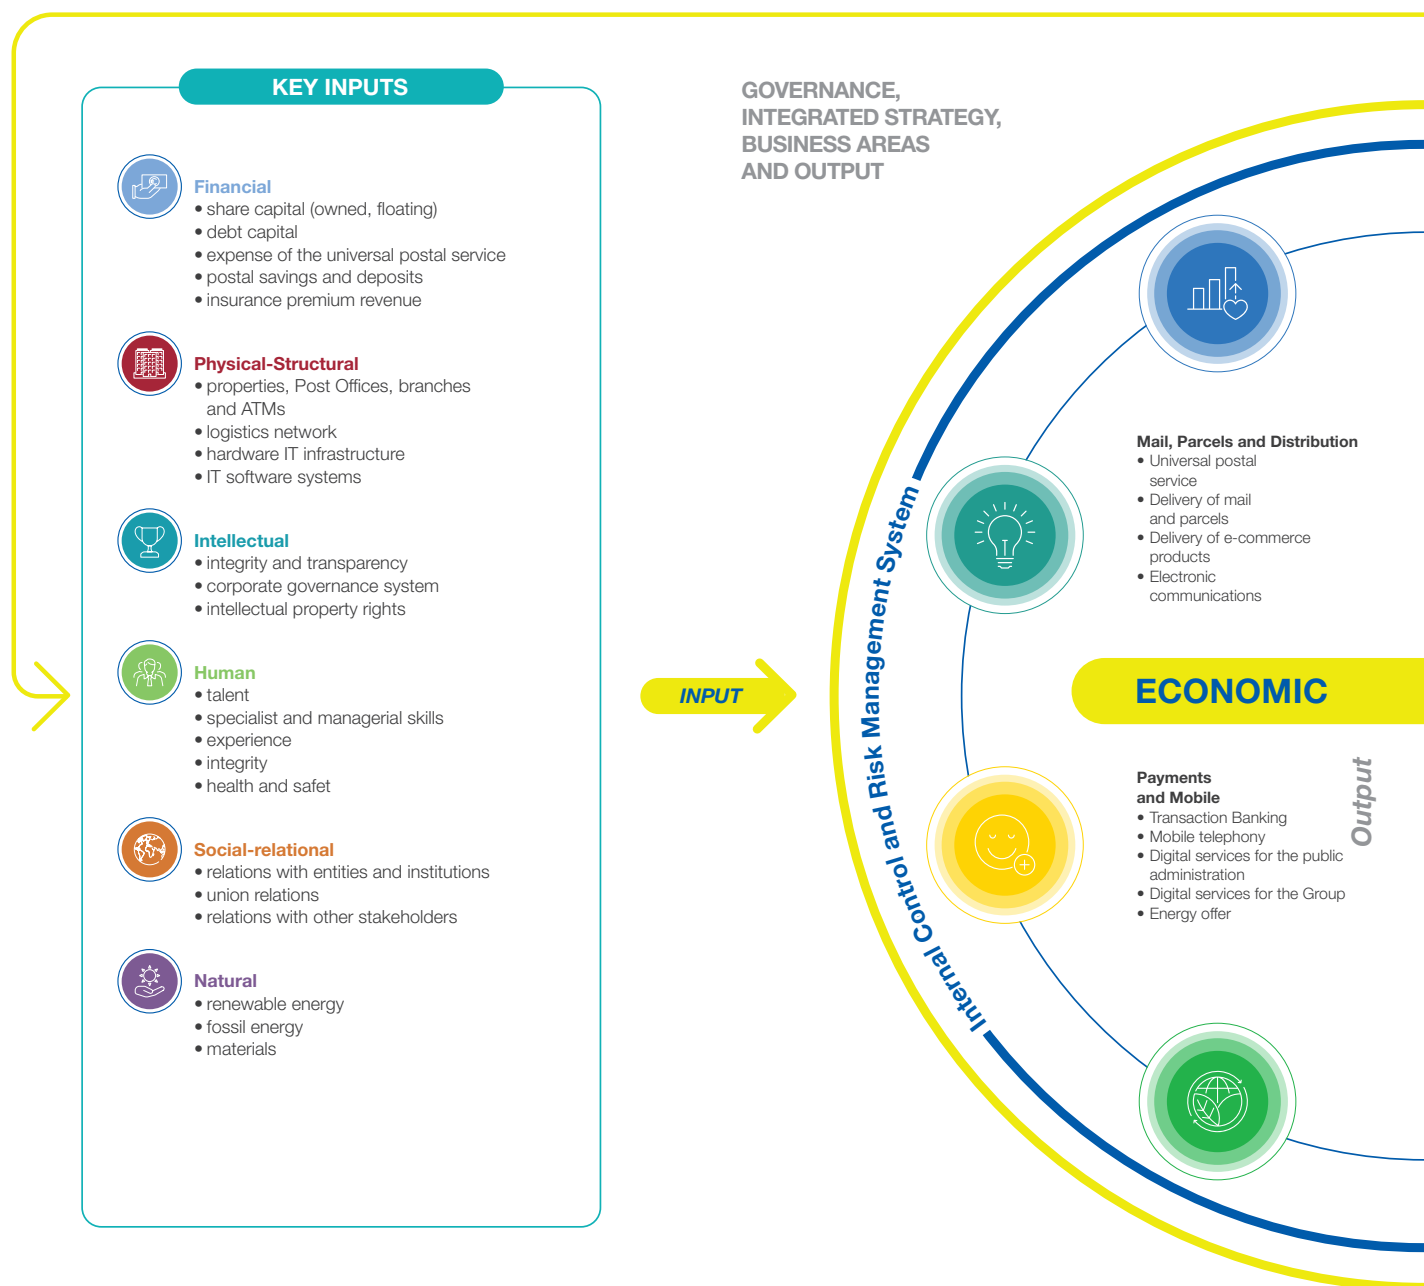 KEY INPUTS
Financial
• share capital (owned, floating)
• debt capital
• expense of the universal postal service
• postal savings and deposits
• insurance premium revenue
Physical-Structural
• properties, Post Offices, branches
and ATMs
• logistics network
• hardware IT infrastructure
• IT software systems
Intellectual
• integrity and transparency
• corporate governance system
• intellectual property rights
Human
• talent
• specialist and managerial skills
• experience
• integrity
• health and safet
Social-relational
• relations with entities and institutions
• union relations
• relations with other stakeholders
Natural
• renewable energy
• fossil energy
• materials
INPUT
GOVERNANCE,
INTEGRATED STRATEGY,
BUSINESS AREAS
AND OUTPUT
Internal Control and Risk Management System
Mail, Parcels and Distribution
• Universal postal
service
• Delivery of mail
and parcels
• Delivery of e-commerce
products
• Electronic
communications
ECONOMIC
Output
Payments
and Mobile
• Transaction Banking
• Mobile telephony
• Digital services for the public
administration
• Digital services for the Group
• Energy offer